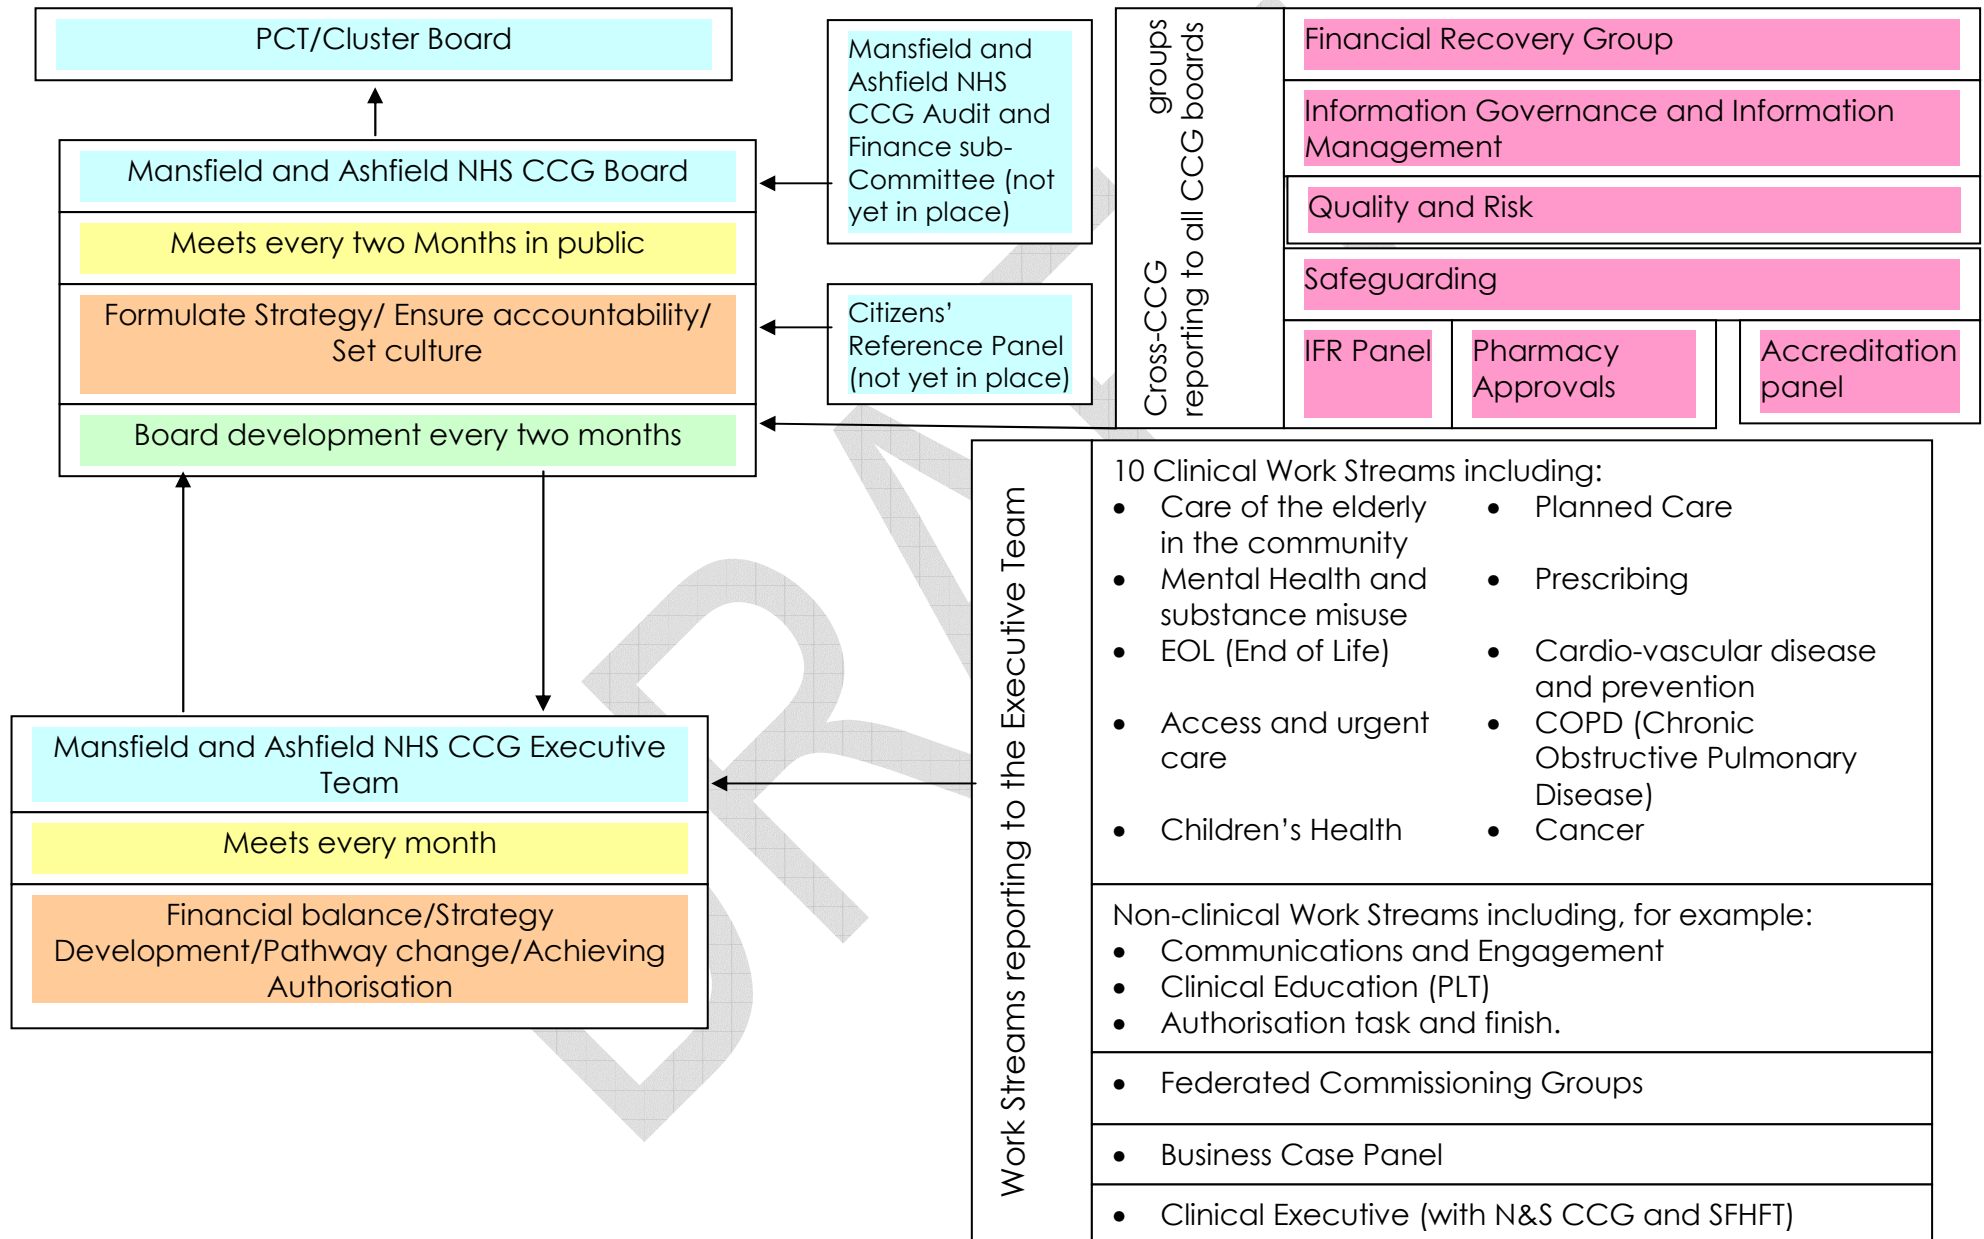 PCT/Cluster Board
Mansfield and Ashfield NHS CCG Board
Meets every two Months in public
Formulate Strategy/ Ensure accountability/
Set culture
Board development every two months
Mansfield and
Ashfield NHS
CCG Audit and
Finance sub-
Committee (not
yet in place)
Citizens’
Reference Panel
(not yet in place)
Cross-CCG groups
reporting to all CCG boards
Financial Recovery Group
Information Governance and Information
Management
Quality and Risk
Safeguarding
IFR Panel
Pharmacy
Approvals
Accreditation
panel
Mansfield and Ashfield NHS CCG Executive
Team
Meets every month
Financial balance/Strategy
Development/Pathway change/Achieving
Authorisation
Work Streams reporting to the Executive Team
10 Clinical Work Streams including:
• Care of the elderly
in the community
• Planned Care
• Mental Health and
substance misuse
• Prescribing
• EOL (End of Life)
• Cardio-vascular disease
and prevention
• Access and urgent
care
• COPD (Chronic
Obstructive Pulmonary
Disease)
• Children’s Health
• Cancer
Non-clinical Work Streams including, for example:
• Communications and Engagement
• Clinical Education (PLT)
• Authorisation task and finish.
• Federated Commissioning Groups
• Business Case Panel
• Clinical Executive (with N&S CCG and SFHFT)
DRAFT